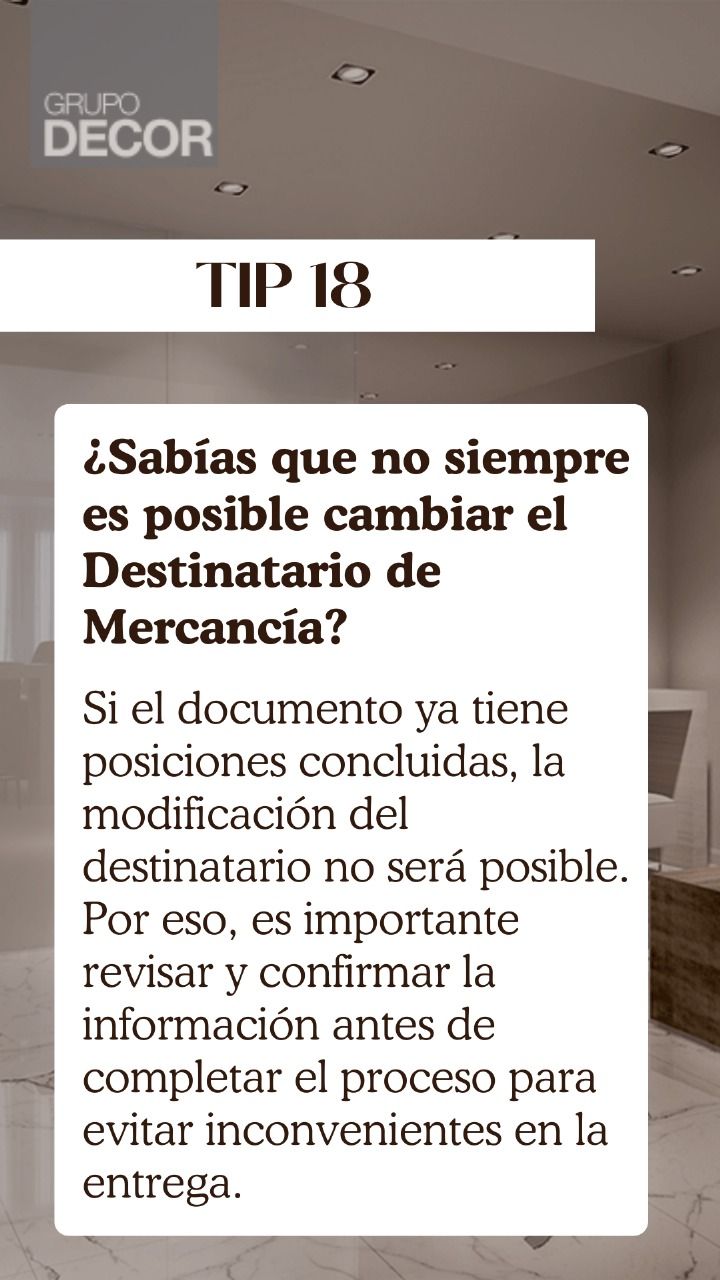 GRUPO
DECOR
TIP 18
¿Sabías que no siempre
es posible cambiar el
Destinatario de
Mercancía?
Si el documento ya tiene
posiciones concluidas, la
modificación del
destinatario no será posible.
Por eso, es importante
revisar y confirmar la
información antes de
completar el proceso para
evitar inconvenientes en la
entrega.